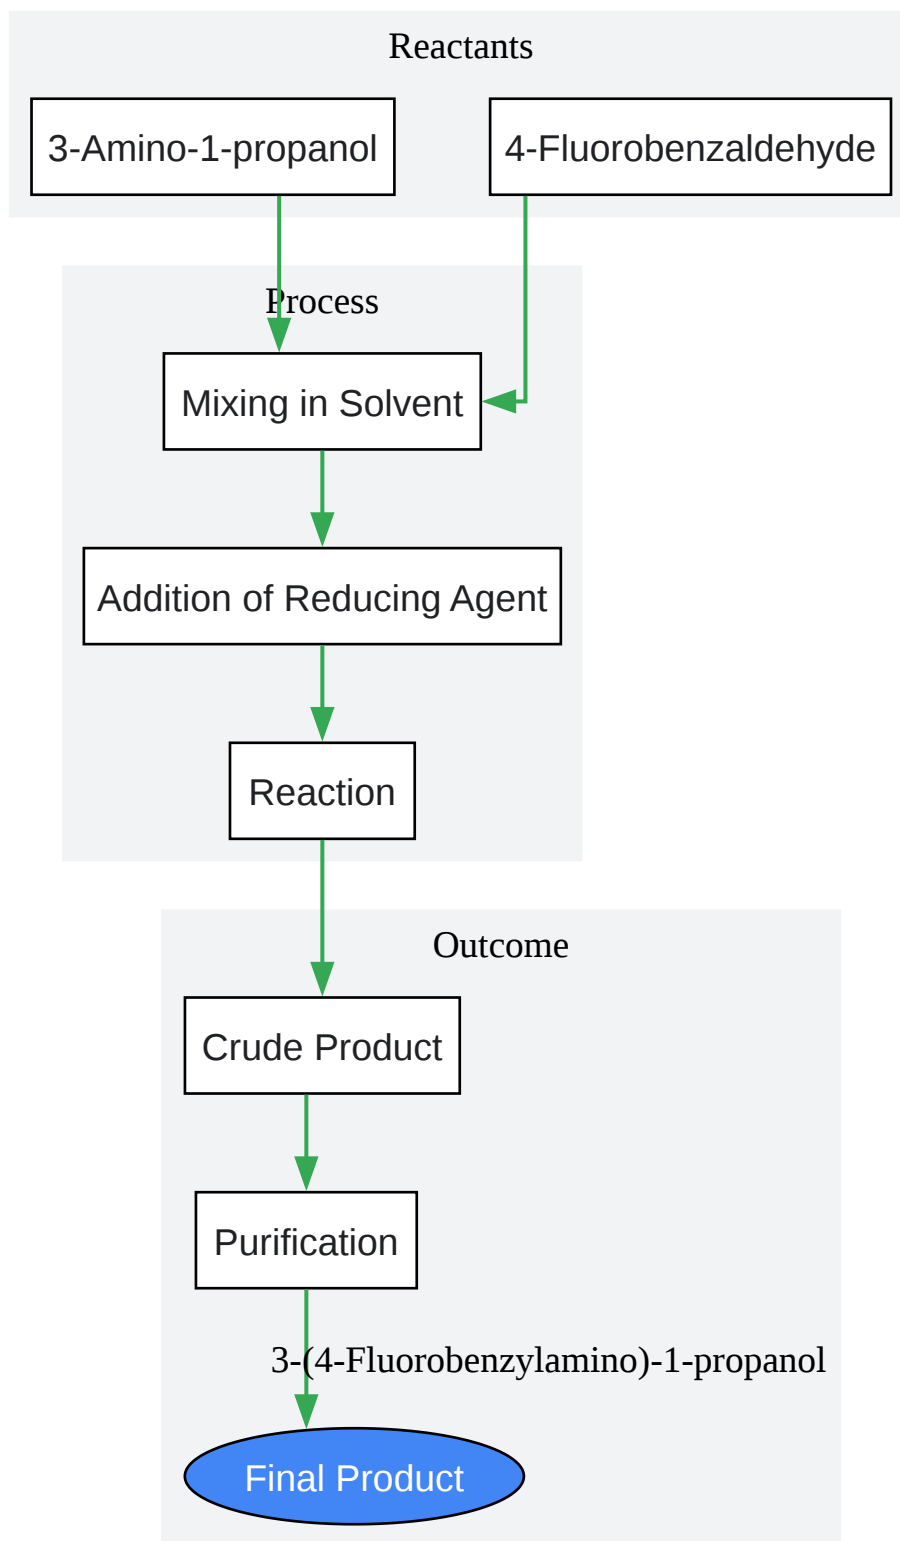 Reactants
3-Amino-1-propanol
4-Fluorobenzaldehyde
Process
Mixing in Solvent
Addition of Reducing Agent
Reaction
Outcome
Crude Product
Purification
3-(4-Fluorobenzylamino)-1-propanol
Final Product